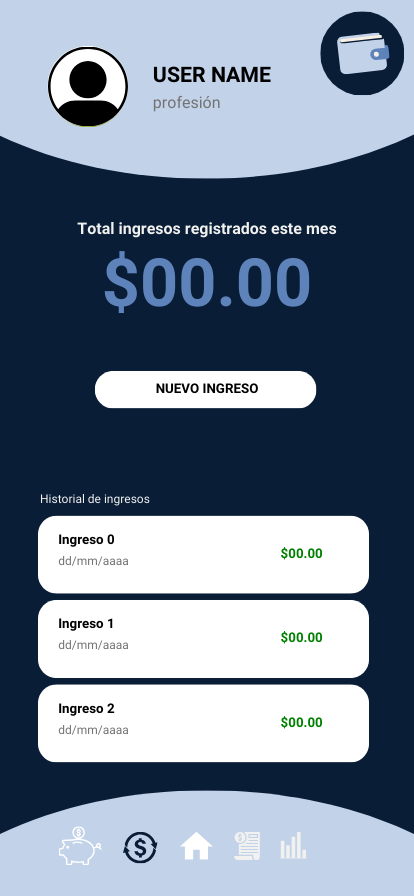 USER NAME
profesión
Total ingresos registrados este mes
$00.00
NUEVO INGRESO
Historial de ingresos
Ingreso 0
dd/mm/aaaa
$00.00
Ingreso 1
dd/mm/aaaa
$00.00
Ingreso 2
dd/mm/aaaa
$00.00